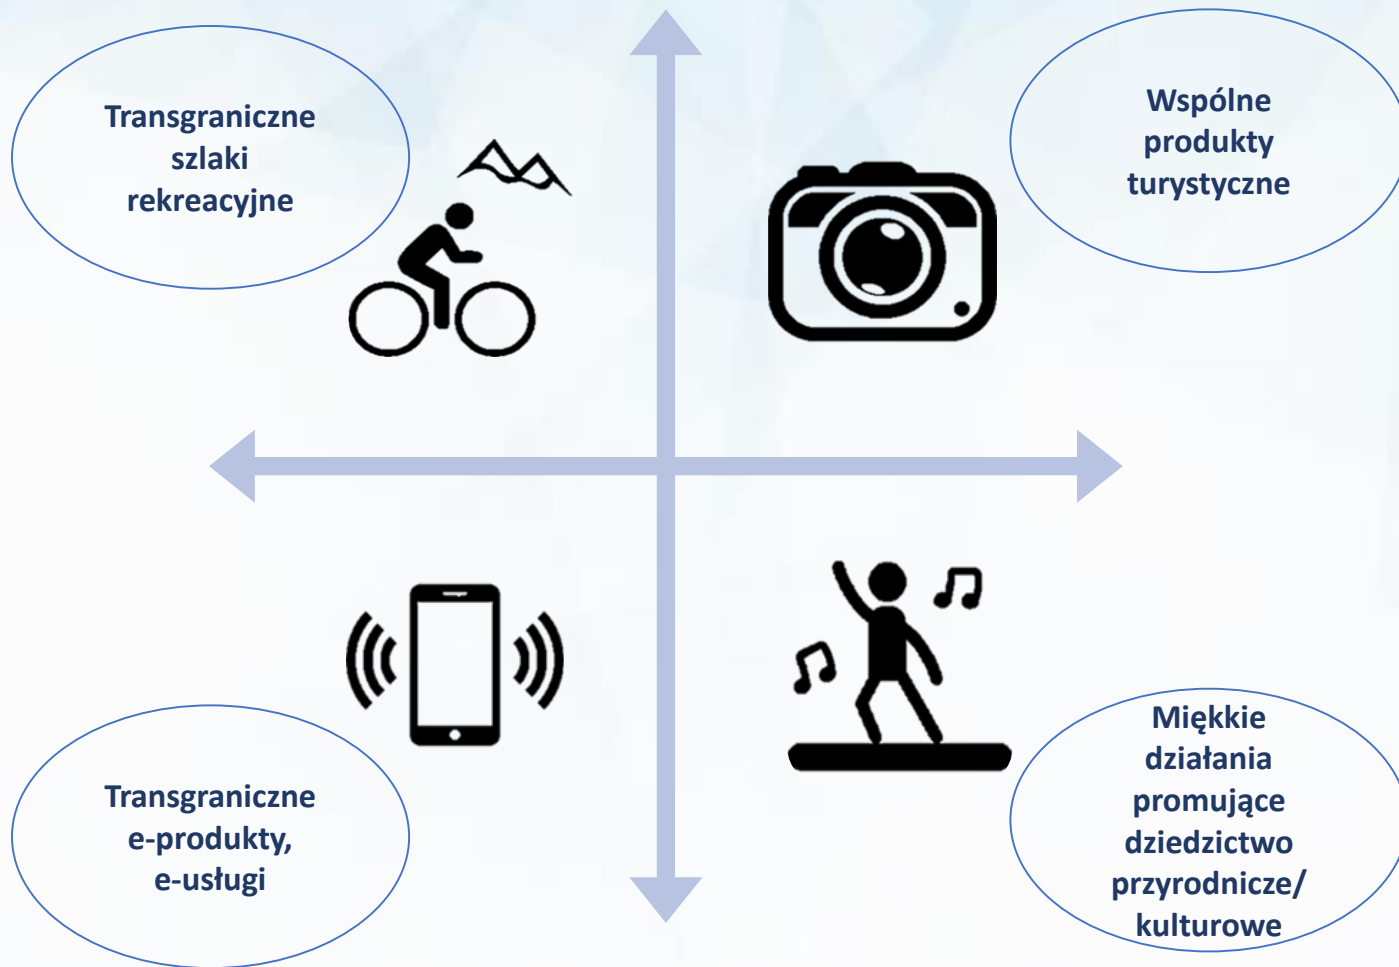 Transgraniczne
szlaki
rekreacyjne
Wspólne
produkty
turystyczne
Transgraniczne
e-produkty,
e-usługi
Miękkie
działania
promujące
dziedzictwo
przyrodnicze/
kulturowe